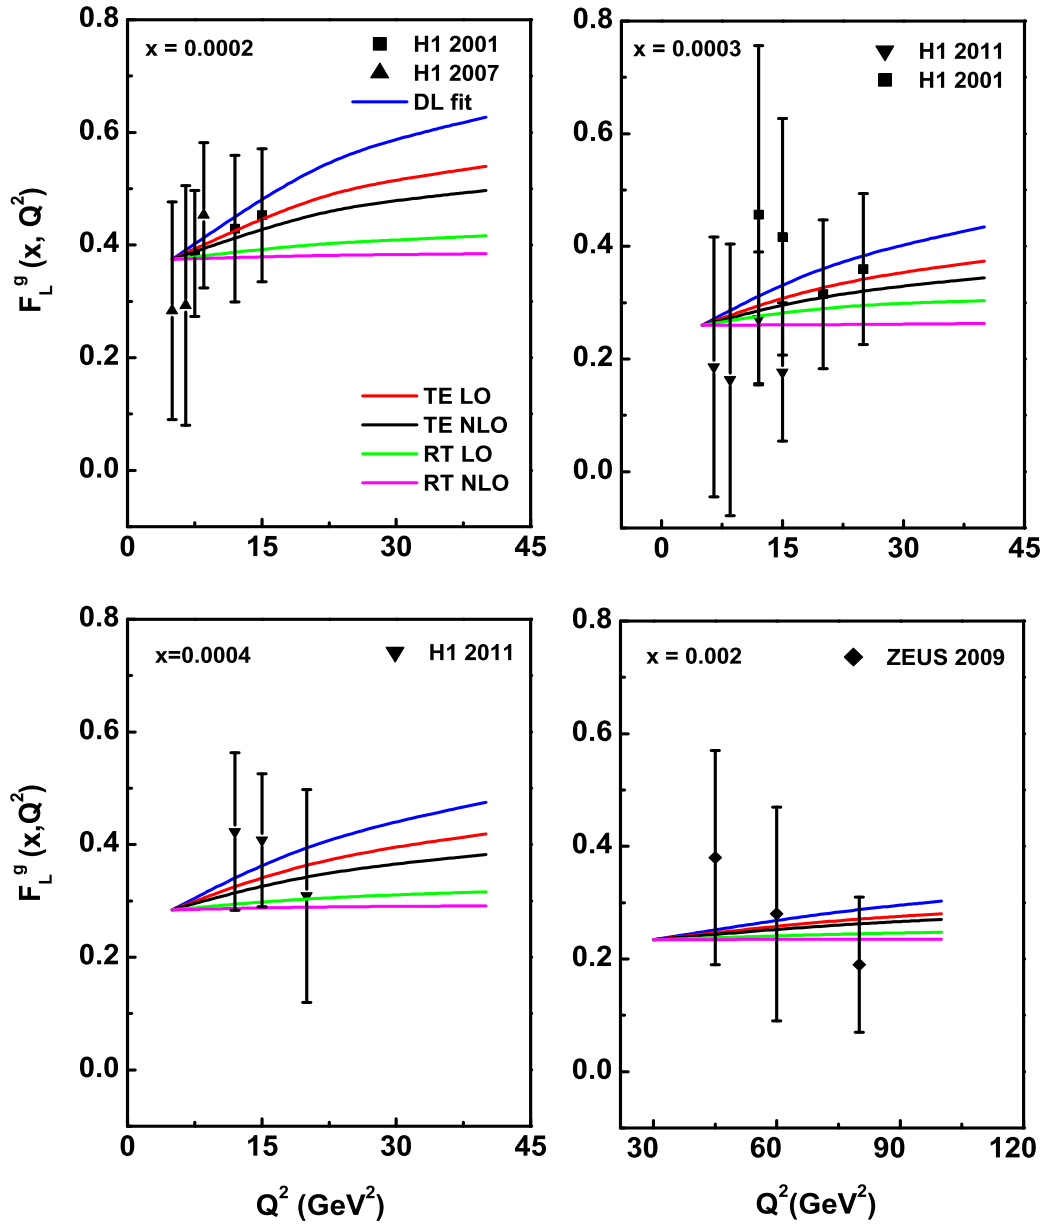 0.8
x = 0.0002
H1 2001
H1 2007
DL fit
0.6
0.4
F_L^g (x, Q^2)
0.2
TE LO
TE NLO
RT LO
RT NLO
0.0
0 15 30 45
0.8
x = 0.0003
H1 2011
H1 2001
0.6
0.4
0.2
0.0
0 15 30 45
0.8
x=0.0004
H1 2011
0.6
0.4
F_L^g (x,Q^2)
0.2
0.0
0 15 30 45
Q^2 (GeV^2)
0.8
x = 0.002
ZEUS 2009
0.6
0.4
0.2
0.0
30 60 90 120
Q^2(GeV^2)